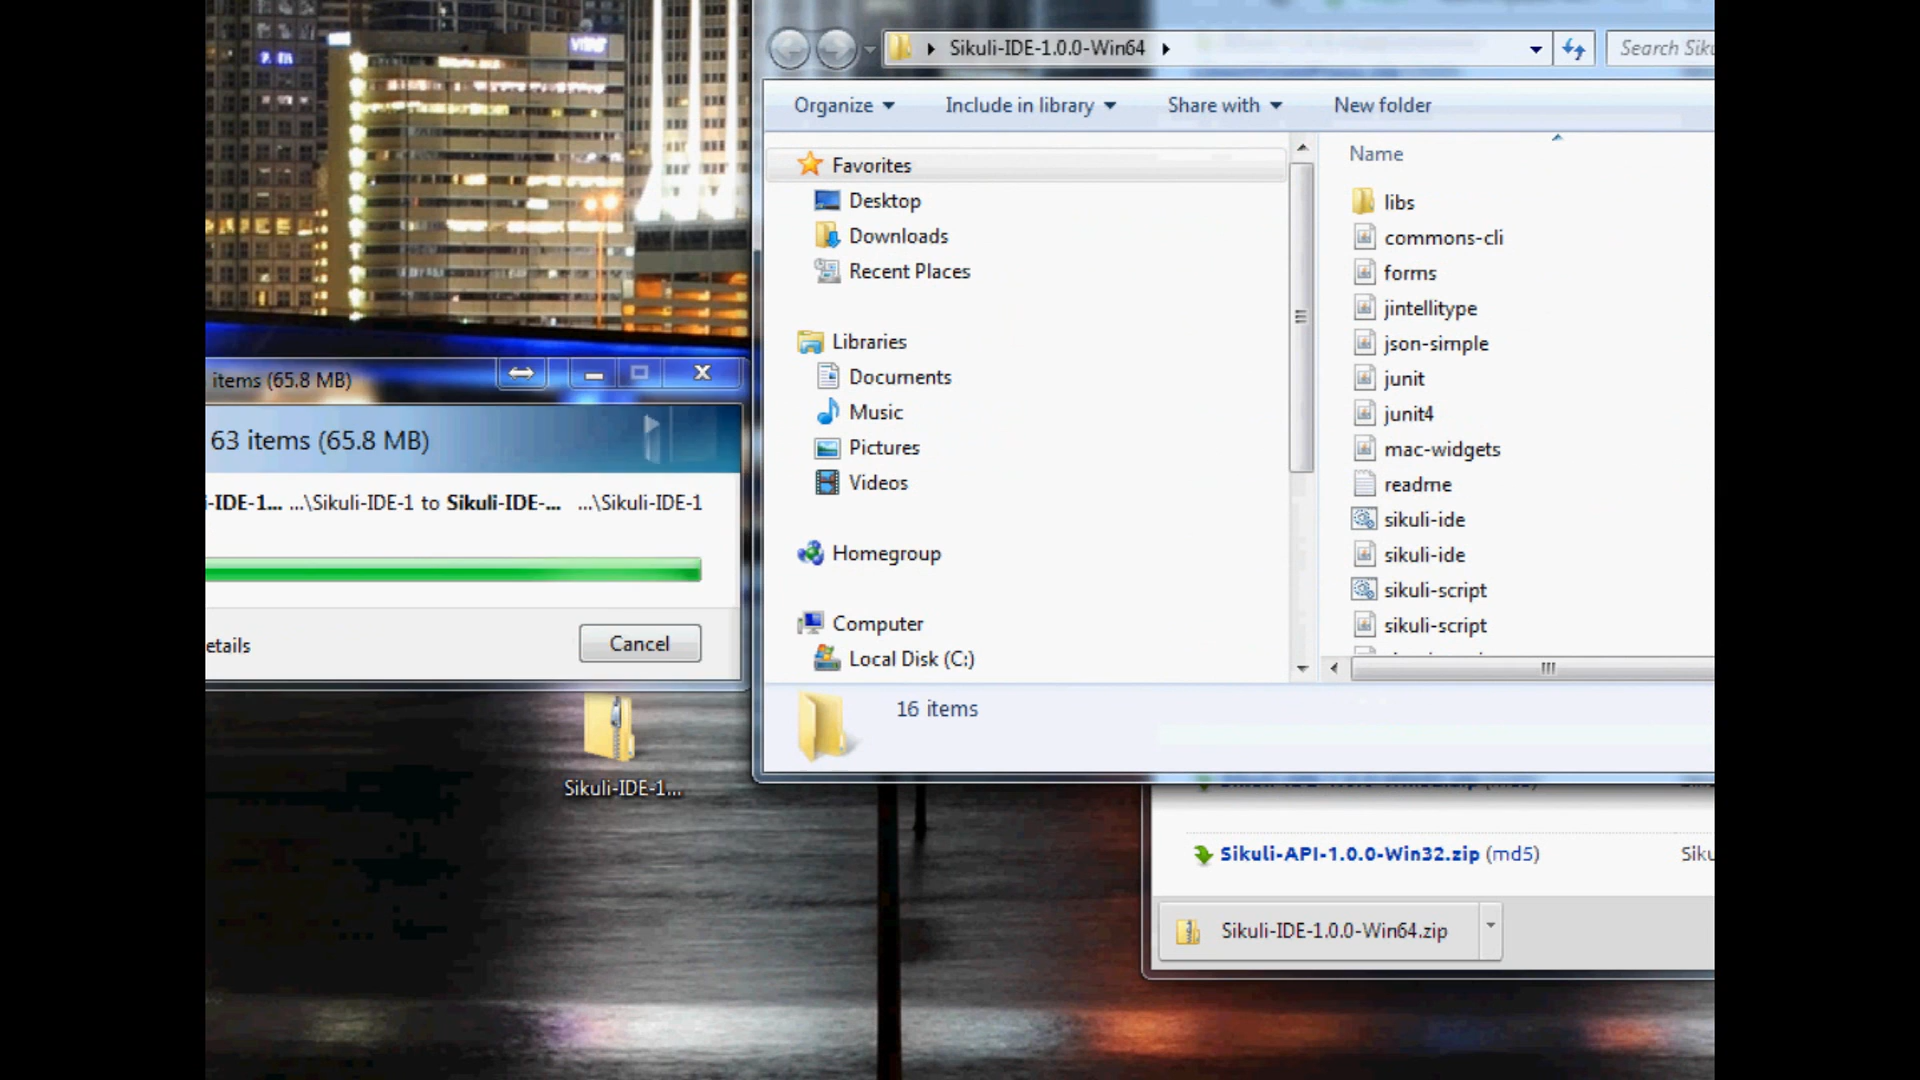 Sikuli-IDE-1.0.0-Win64
Search Siku
Organize
Include in library
Share with
New folder
Favorites
Desktop
Downloads
Recent Places
Libraries
Documents
Music
Pictures
Videos
Homegroup
Computer
Local Disk (C:)
Name
libs
commons-cli
forms
jintellitype
json-simple
junit
junit4
mac-widgets
readme
sikuli-ide
sikuli-ide
sikuli-script
sikuli-script
16 items
items (65.8 MB)
63 items (65.8 MB)
i-IDE-1... ...\Sikuli-IDE-1 to Sikuli-IDE-... ...\Sikuli-IDE-1
etails
Cancel
Sikuli-IDE-1...
Sikuli-API-1.0.0-Win32.zip (md5)
Siku
Sikuli-IDE-1.0.0-Win64.zip